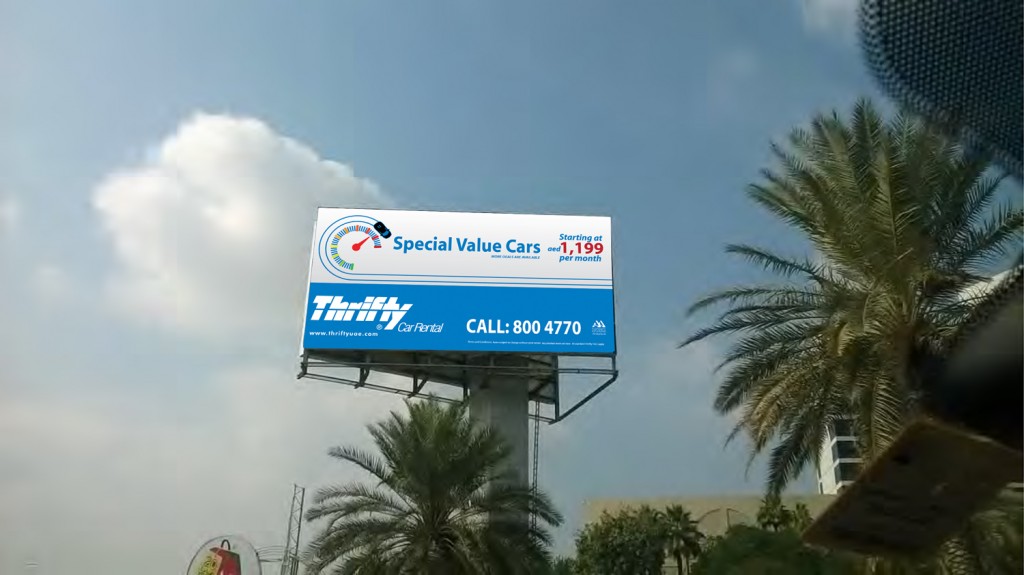 Special Value Cars
Starting at
aed 1,199
per month
Thrifty
® Car Rental
www.thriftyuae.com
CALL: 800 4770